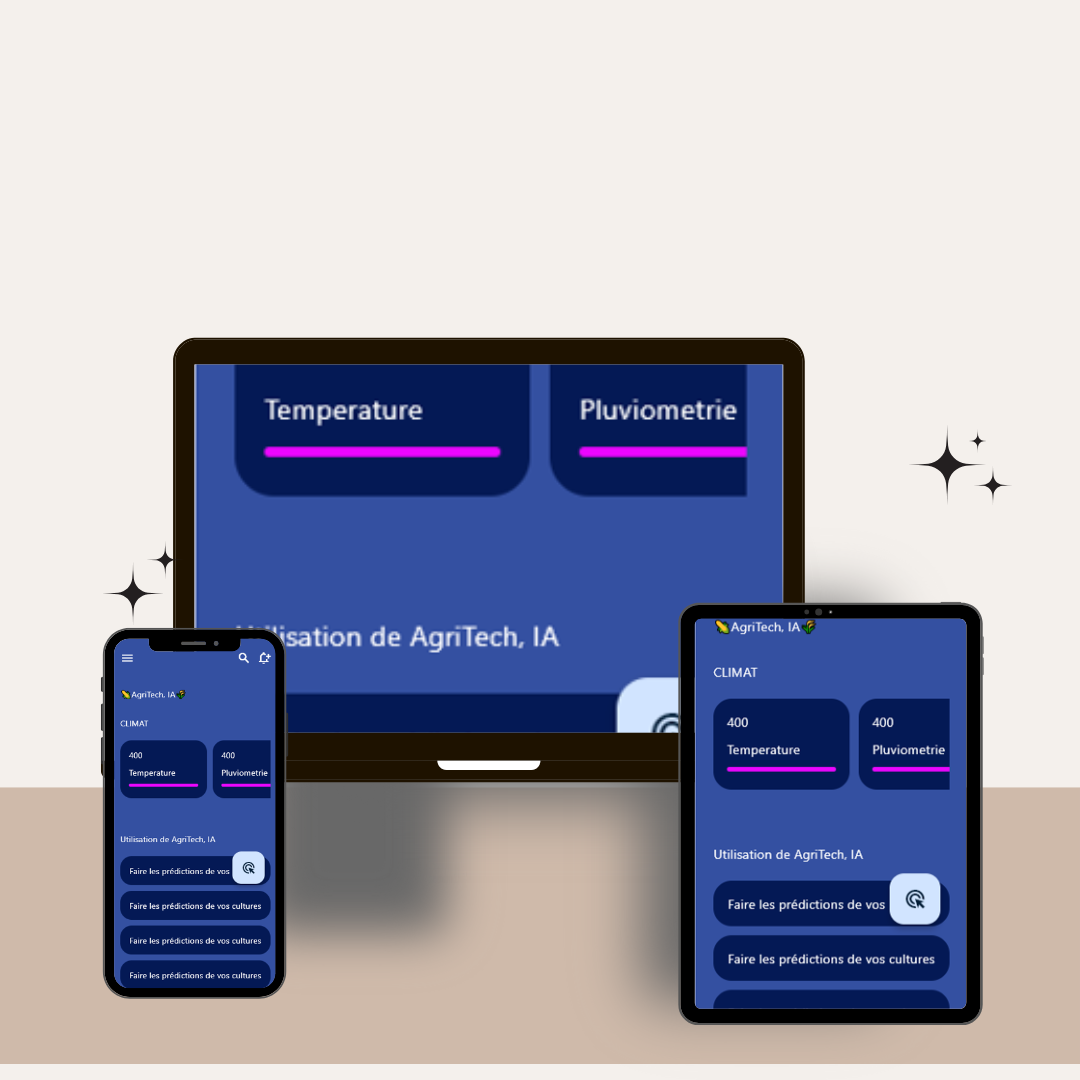 Temperature
Pluviometrie
Utilisation de AgriTech, IA
AgriTech, IA
CLIMAT
400
400
Temperature
Pluviometrie
Utilisation de AgriTech, IA
Faire les prédictions de vos
Faire les prédictions de vos cultures
Faire les prédictions de vos cultures
Faire les prédictions de vos cultures
AgriTech, IA
CLIMAT
400
400
Temperature
Pluviometrie
Utilisation de AgriTech, IA
Faire les prédictions de vos
Faire les prédictions de vos cultures